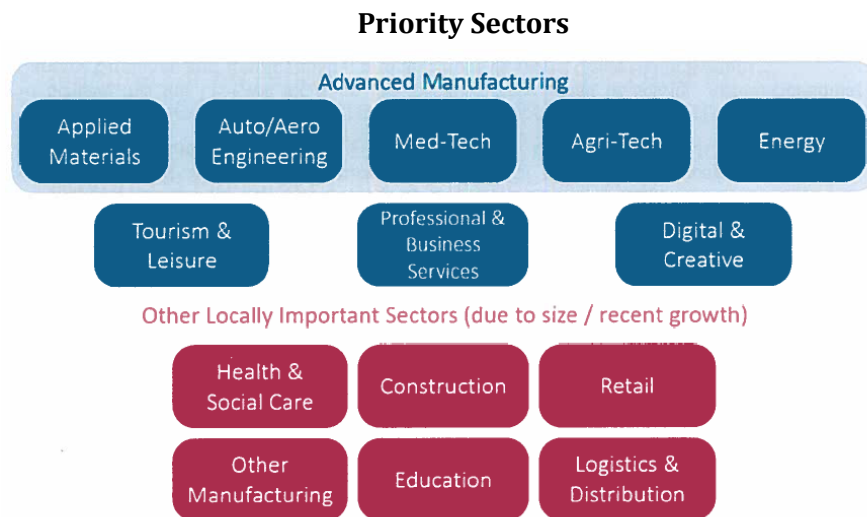 Priority Sectors
Advanced Manufacturing
Applied
Materials
Auto/Aero
Engineering
Med-Tech
Agri-Tech
Energy
Tourism &
Leisure
Professional &
Business
Services
Digital &
Creative
Other Locally Important Sectors (due to size / recent growth)
Health &
Social Care
Construction
Retail
Other
Manufacturing
Education
Logistics &
Distribution